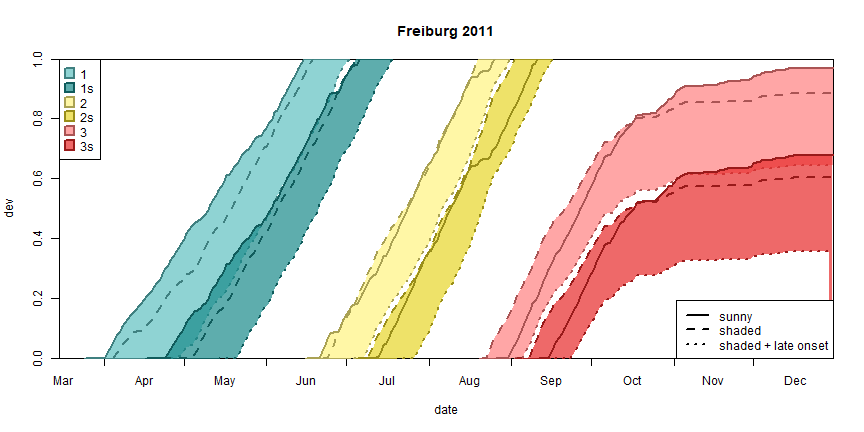 Freiburg 2011
dev
1.0
0.8
0.6
0.4
0.2
0.0
1
1s
2
2s
3
3s
sunny
shaded
shaded + late onset
Mar Apr May Jun Jul Aug Sep Oct Nov Dec
date